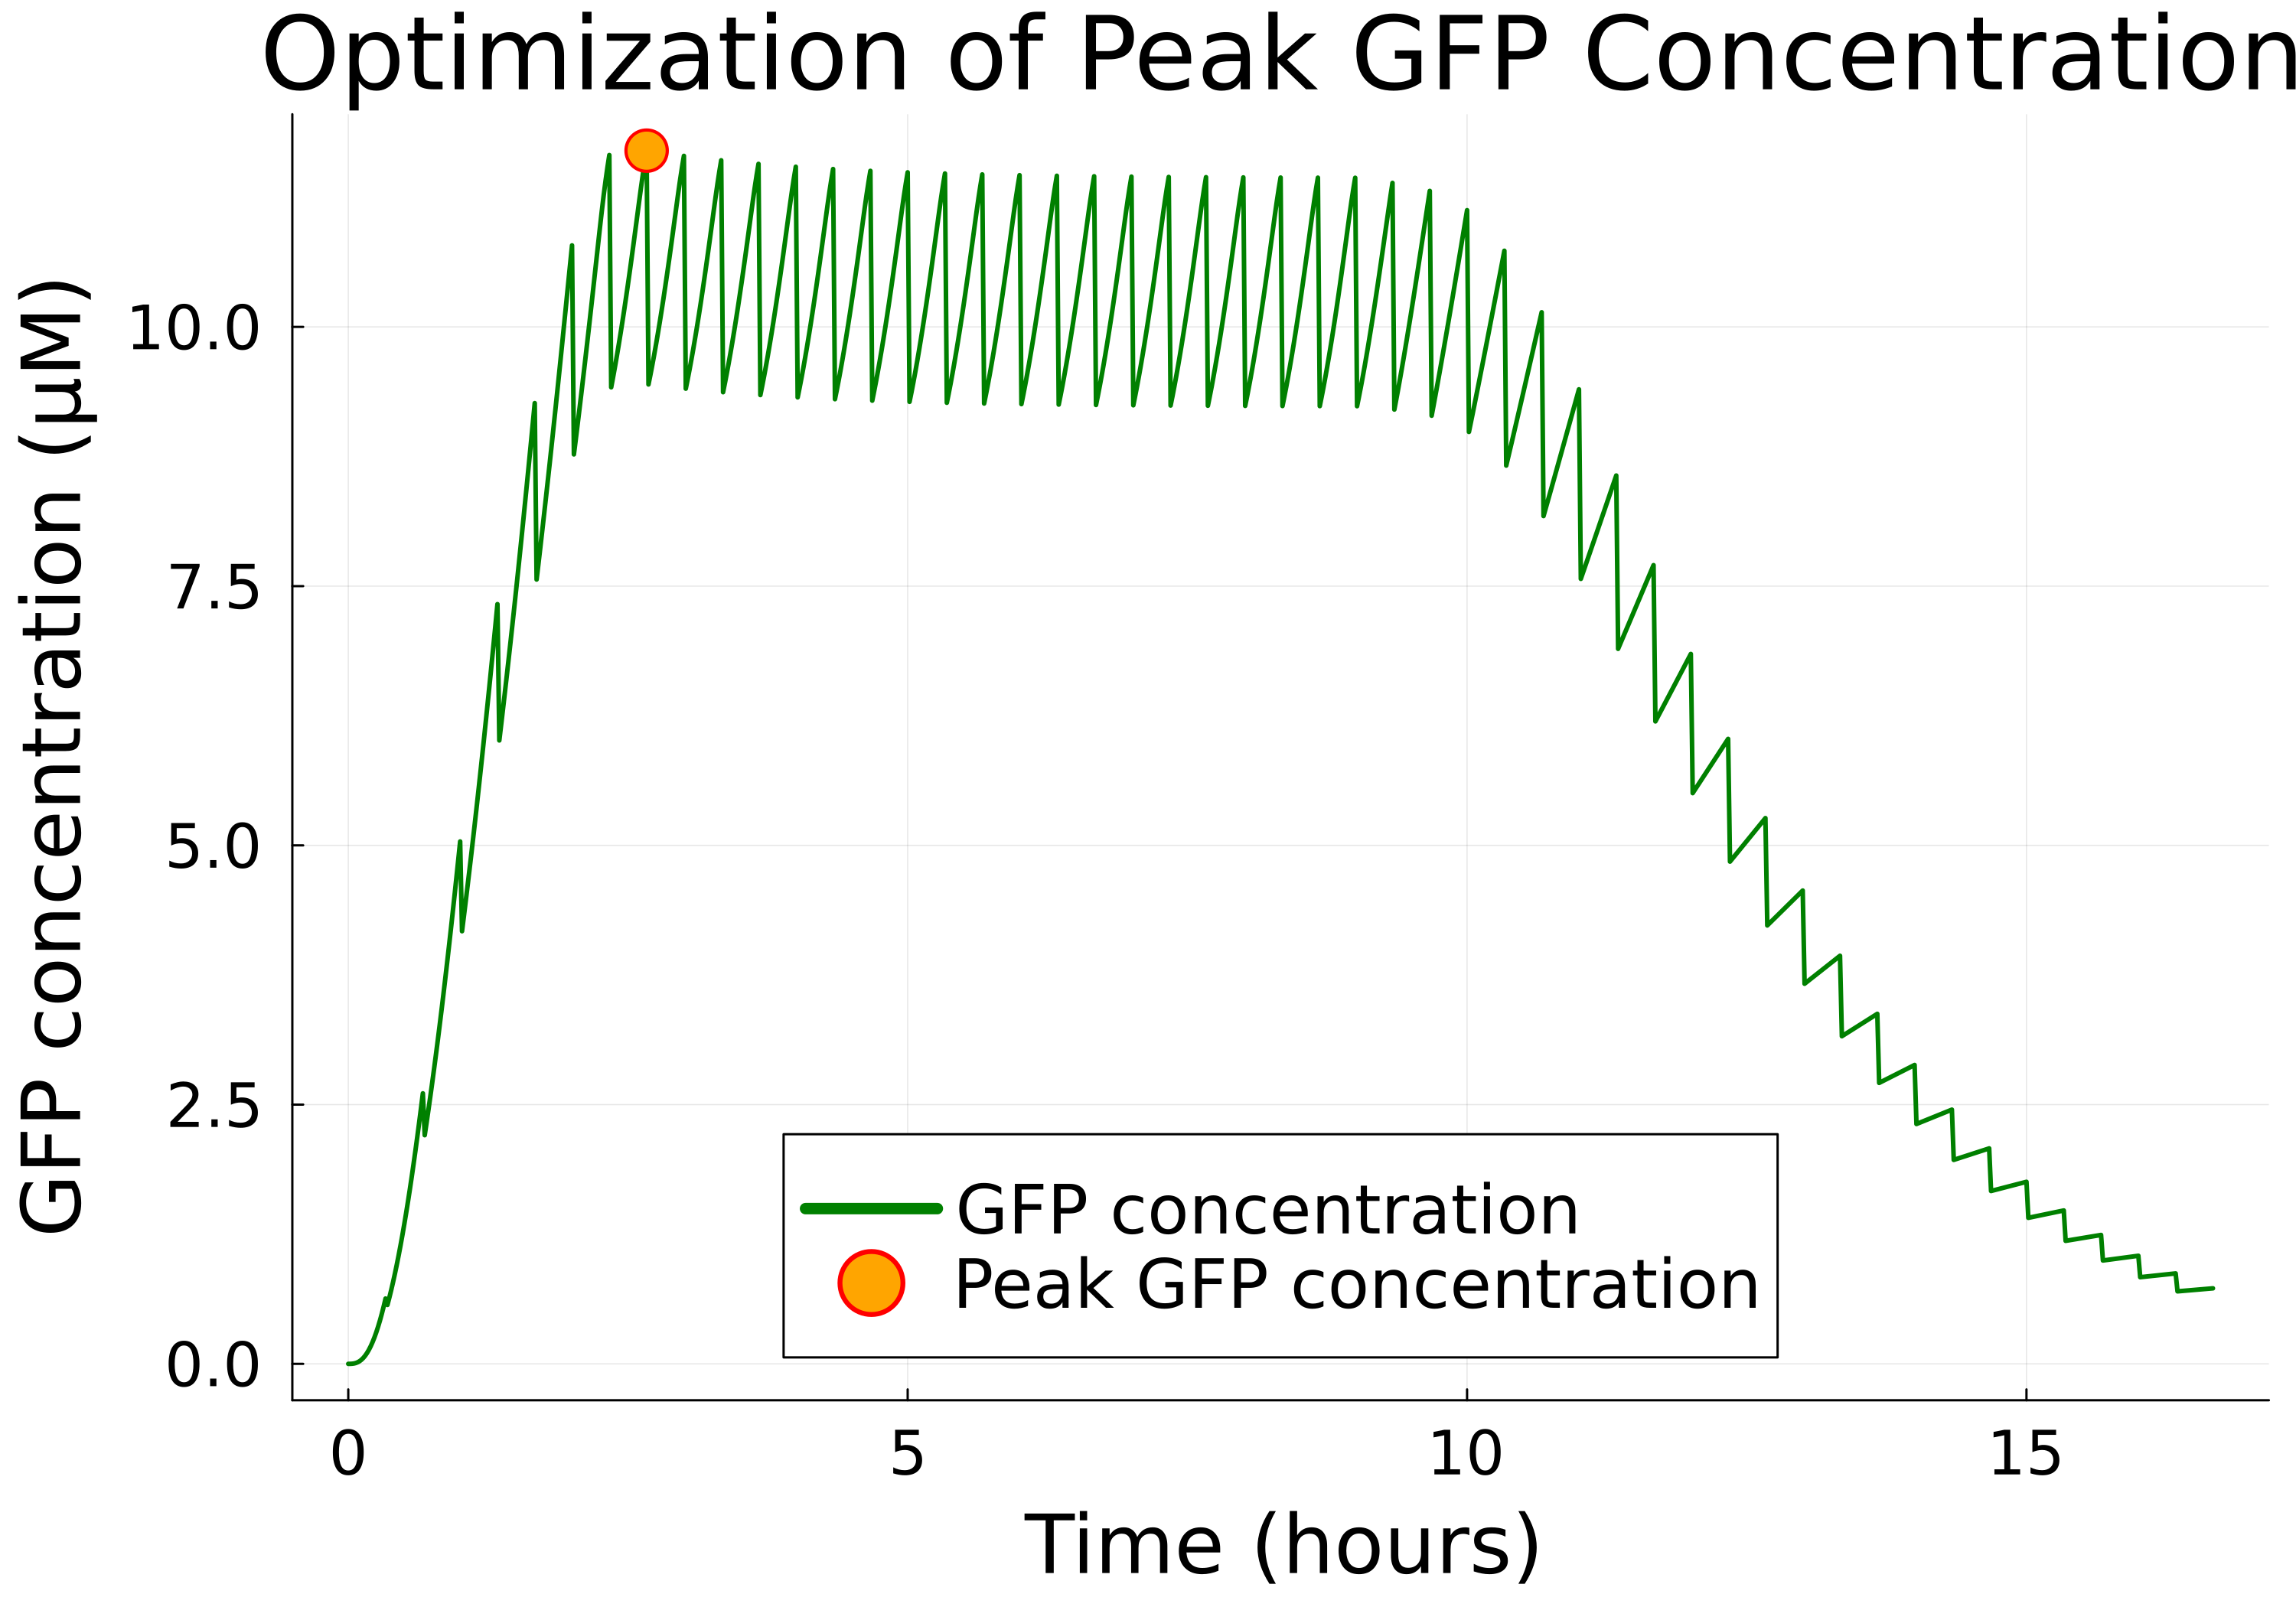 Optimization of Peak GFP Concentration
GFP concentration (μM)
10.0
7.5
5.0
2.5
0.0
GFP concentration
Peak GFP concentration
0 5 10 15
Time (hours)